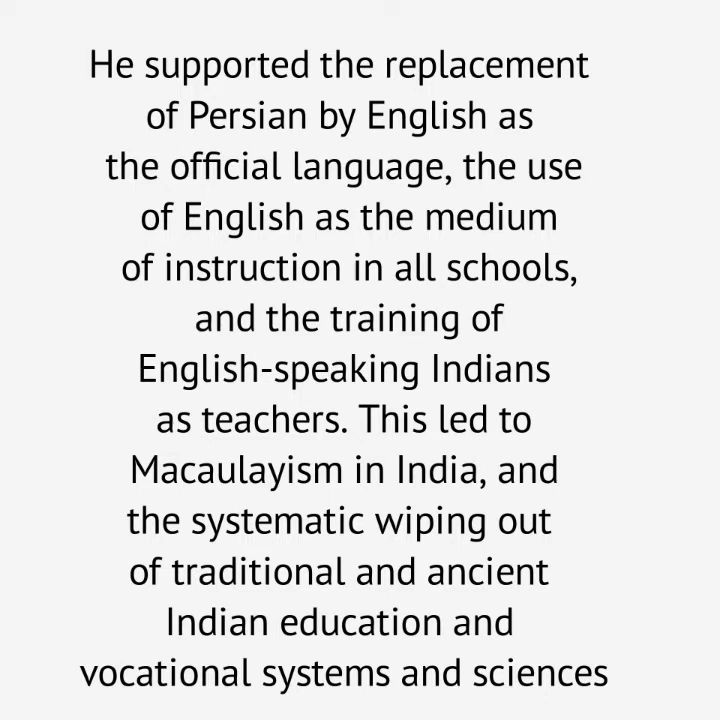 He supported the replacement
of Persian by English as
the official language, the use
of English as the medium
of instruction in all schools,
and the training of
English-speaking Indians
as teachers. This led to
Macaulayism in India, and
the systematic wiping out
of traditional and ancient
Indian education and
vocational systems and sciences